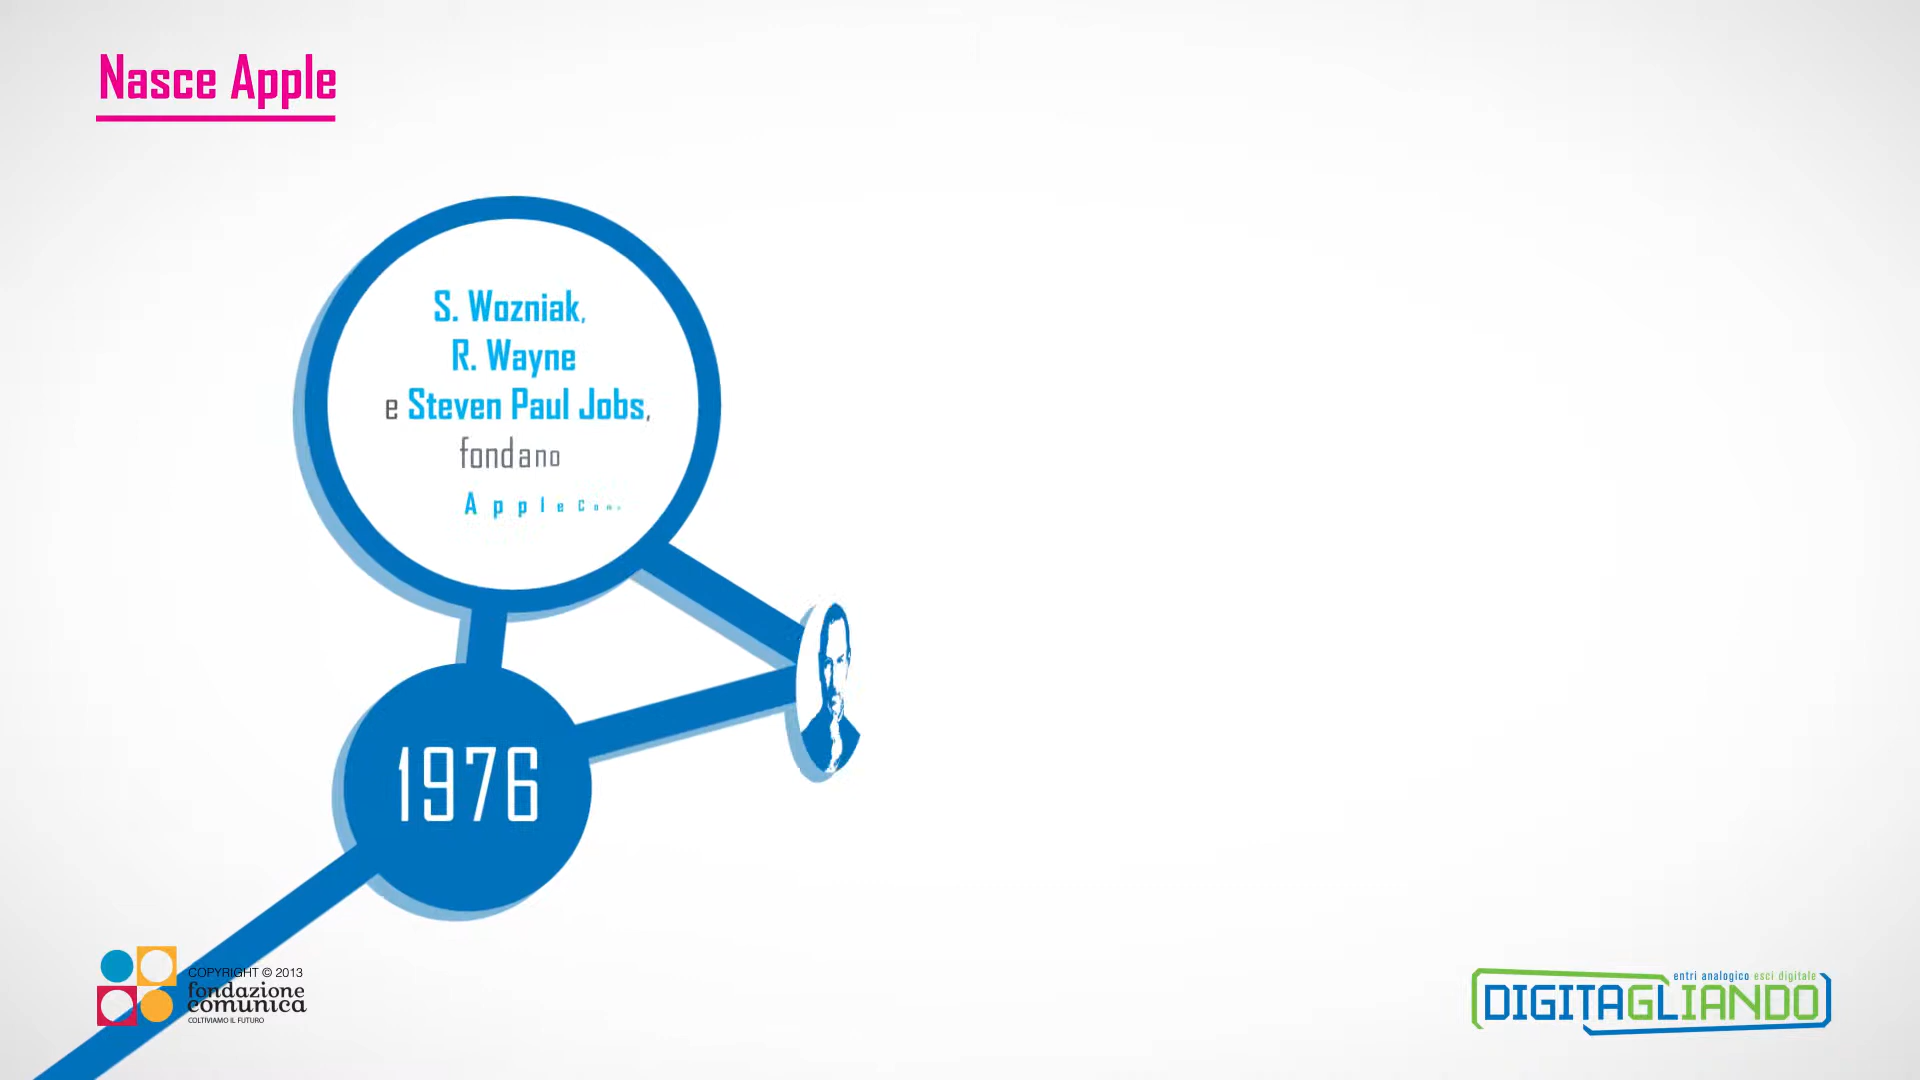 Nasce Apple
S. Wozniak,
R. Wayne
e Steven Paul Jobs,
fondano
Apple
1976
COPYRIGHT © 2013
fondazione
comunica
COLTIVIAMO IL FUTURO
entri analogico esci digitale
DIGITAGLIANDO